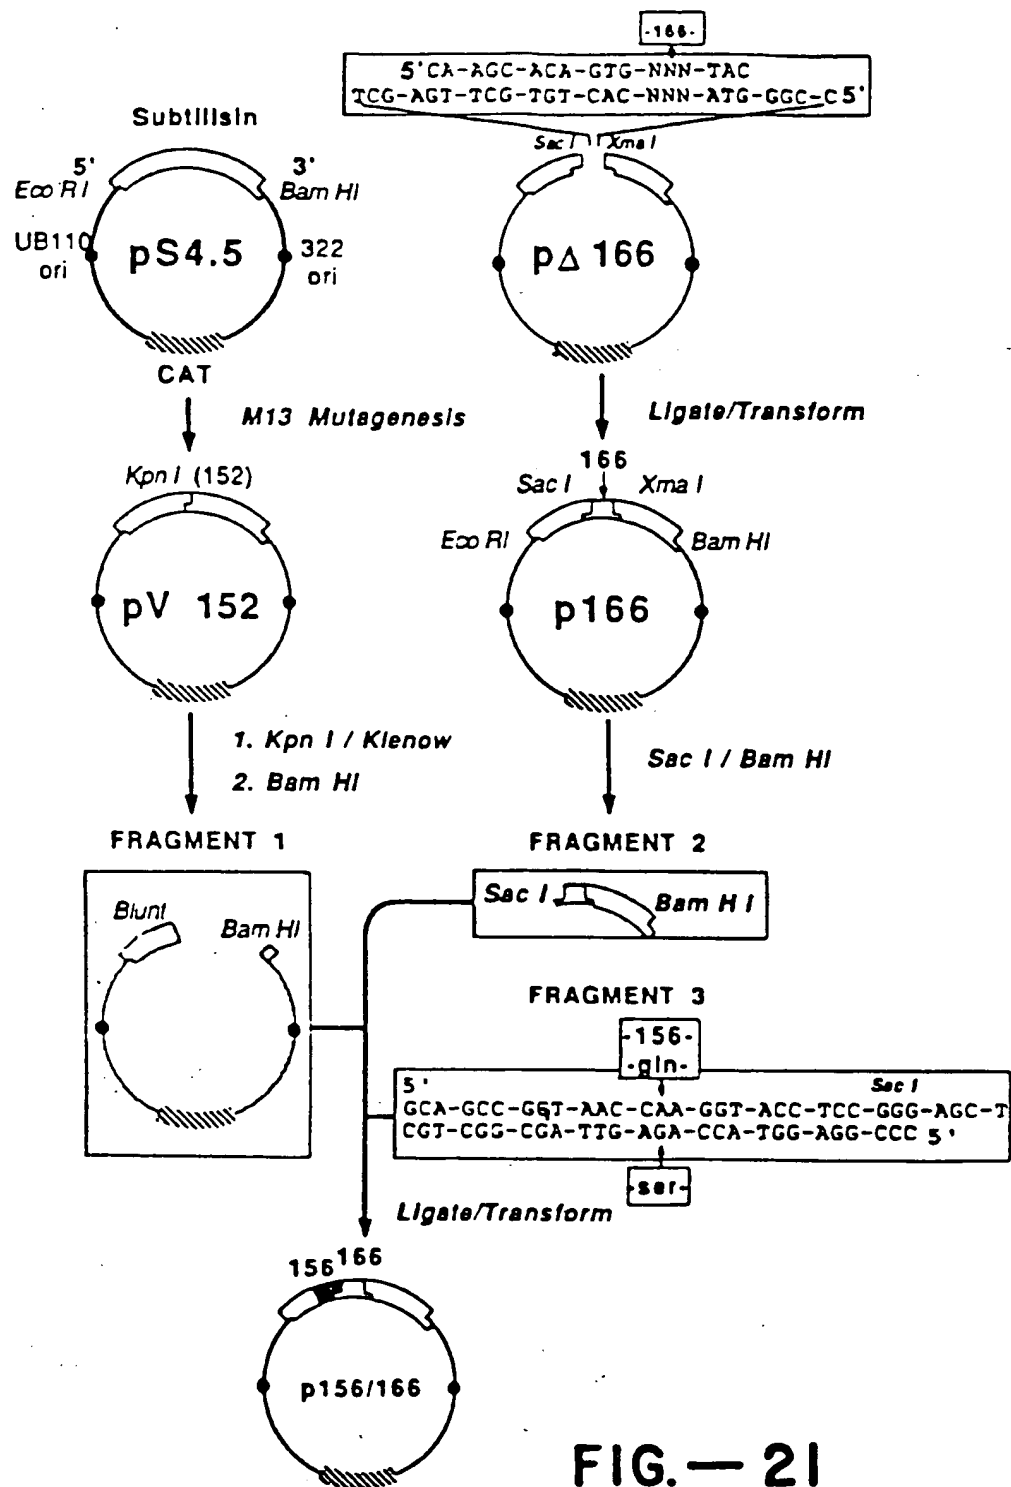 -166-
5'CA-AGC-ACA-GTG-NNN-TAC
TCG-AGT-TCG-TGT-CAC-NNN-ATG-GGC-C5'
Subtilisin
5' 3'
Eco RI Bam HI
UB110 ori
pS4.5
322 ori
CAT
Sac I Xma I
pΔ 166
M13 Mutagenesis
Ligate/Transform
Kpn I (152)
pV 152
166
Sac I Xma I
Eco RI Bam HI
p166
1. Kpn I / Klenow
2. Bam HI
Sac I / Bam HI
FRAGMENT 1
Blunt
Bam HI
FRAGMENT 2
Sac I Bam H I
FRAGMENT 3
-156-
-gln-
5' Sac I
GCA-GCC-GGT-AAC-CAA-GGT-ACC-TCC-GGG-AGC-T
CGT-CGG-CGA-TTG-AGA-CCA-TGG-AGG-CCC 5'
-ser-
Ligate/Transform
156 166
p156/166
FIG.— 21